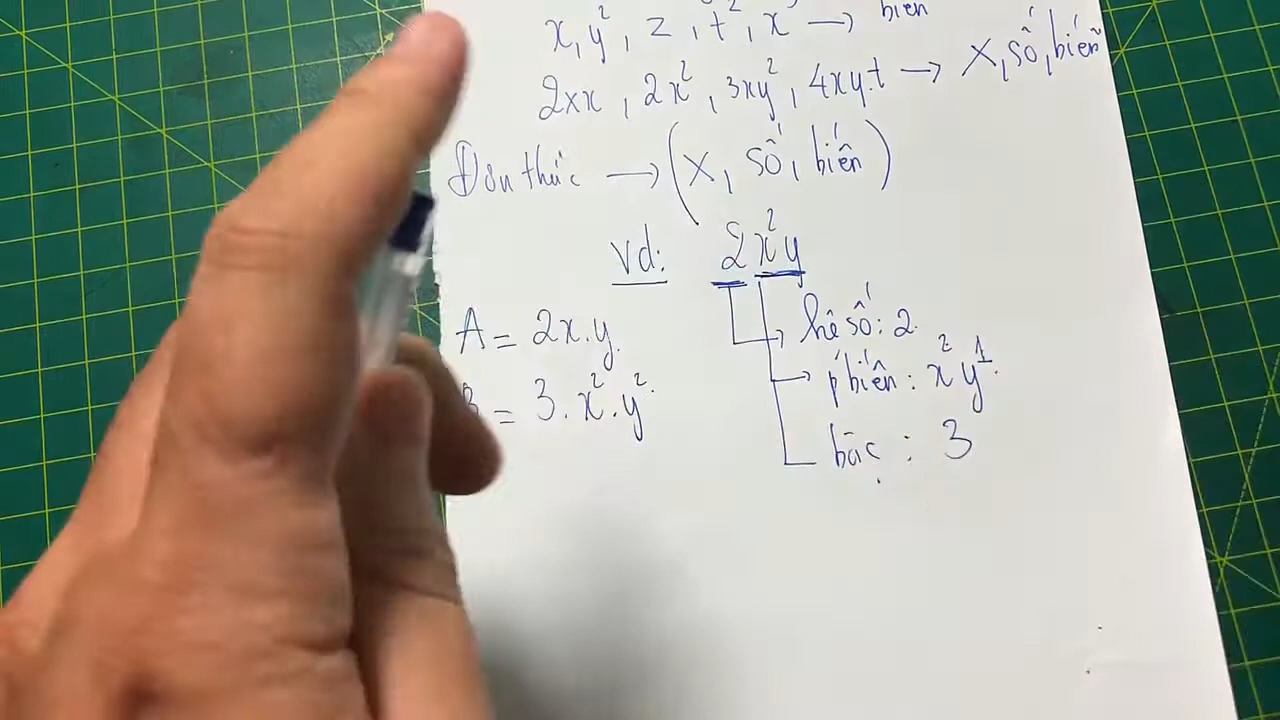 x, y², z, t², x³ → biến
2xx, 2x², 3xy², 4xy.t → X, số, biến
Đơn thức → (X, số, biến)
Vd: 2x²y
A = 2x.y
→ hệ số: 2
→ p biến: x²y¹
B = 3.x².y²
bậc: 3